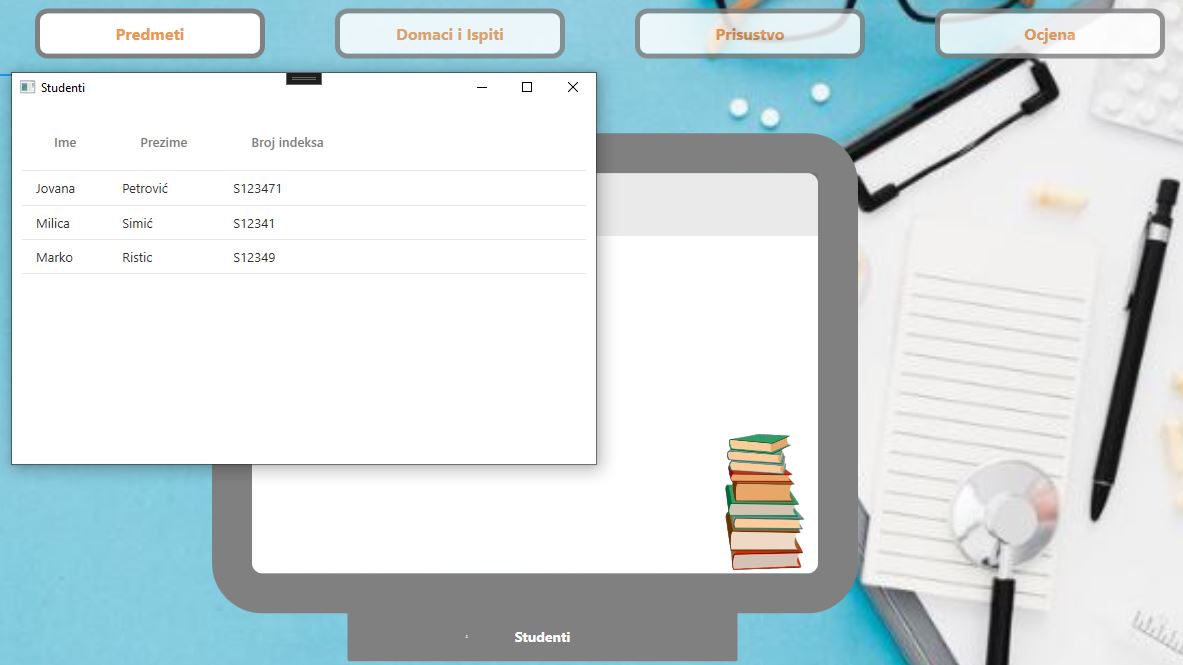 Predmeti
Domaci i Ispiti
Prisustvo
Ocjena
Studenti
Ime Prezime Broj indeksa
Jovana Petrović S123471
Milica Simić S12341
Marko Ristic S12349
Studenti